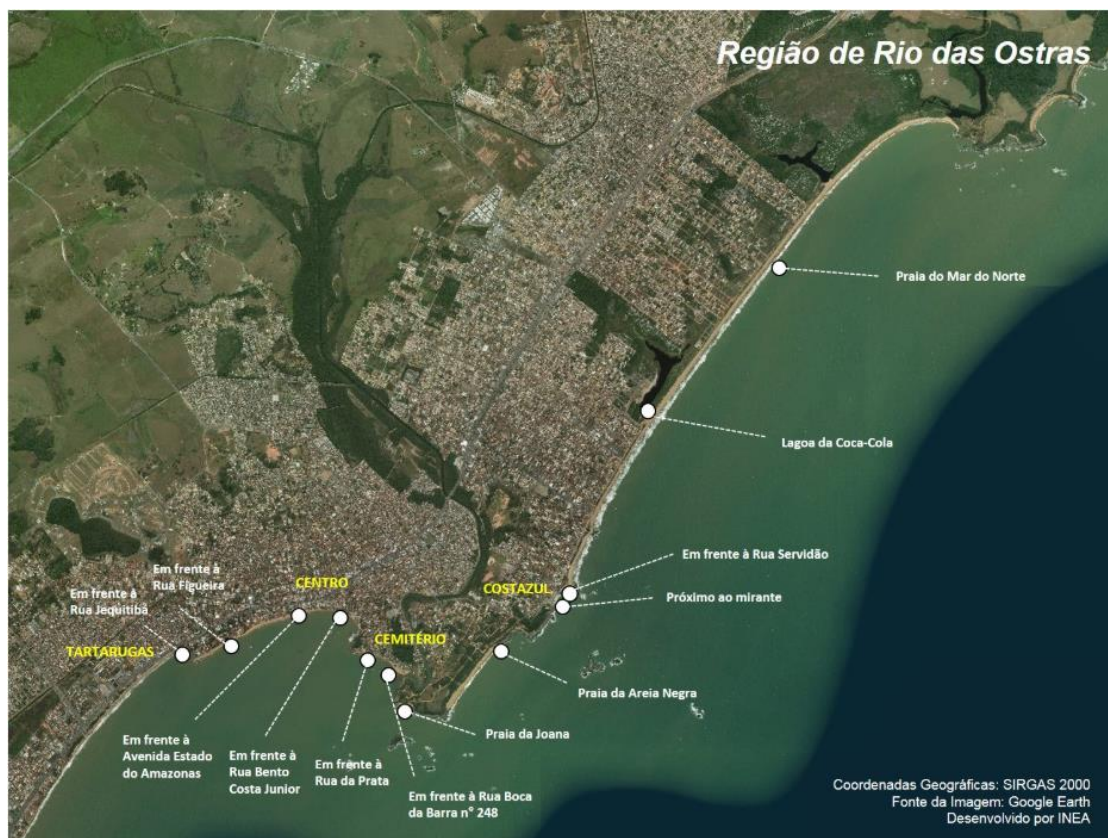 Região de Rio das Ostras
Praia do Mar do Norte
Lagoa da Coca-Cola
Em frente à Rua Servidão
Próximo ao mirante
COSTAZUL
CENTRO
CEMITÉRIO
TARTARUGAS
Em frente à
Rua Figueira
Em frente à
Rua Jequitibá
Praia da Areia Negra
Praia da Joana
Em frente à
Avenida Estado
do Amazonas
Em frente à
Rua Bento
Costa Junior
Em frente à
Rua da Prata
Em frente à Rua Boca
da Barra n° 248
Coordenadas Geográficas: SIRGAS 2000
Fonte da Imagem: Google Earth
Desenvolvido por INEA